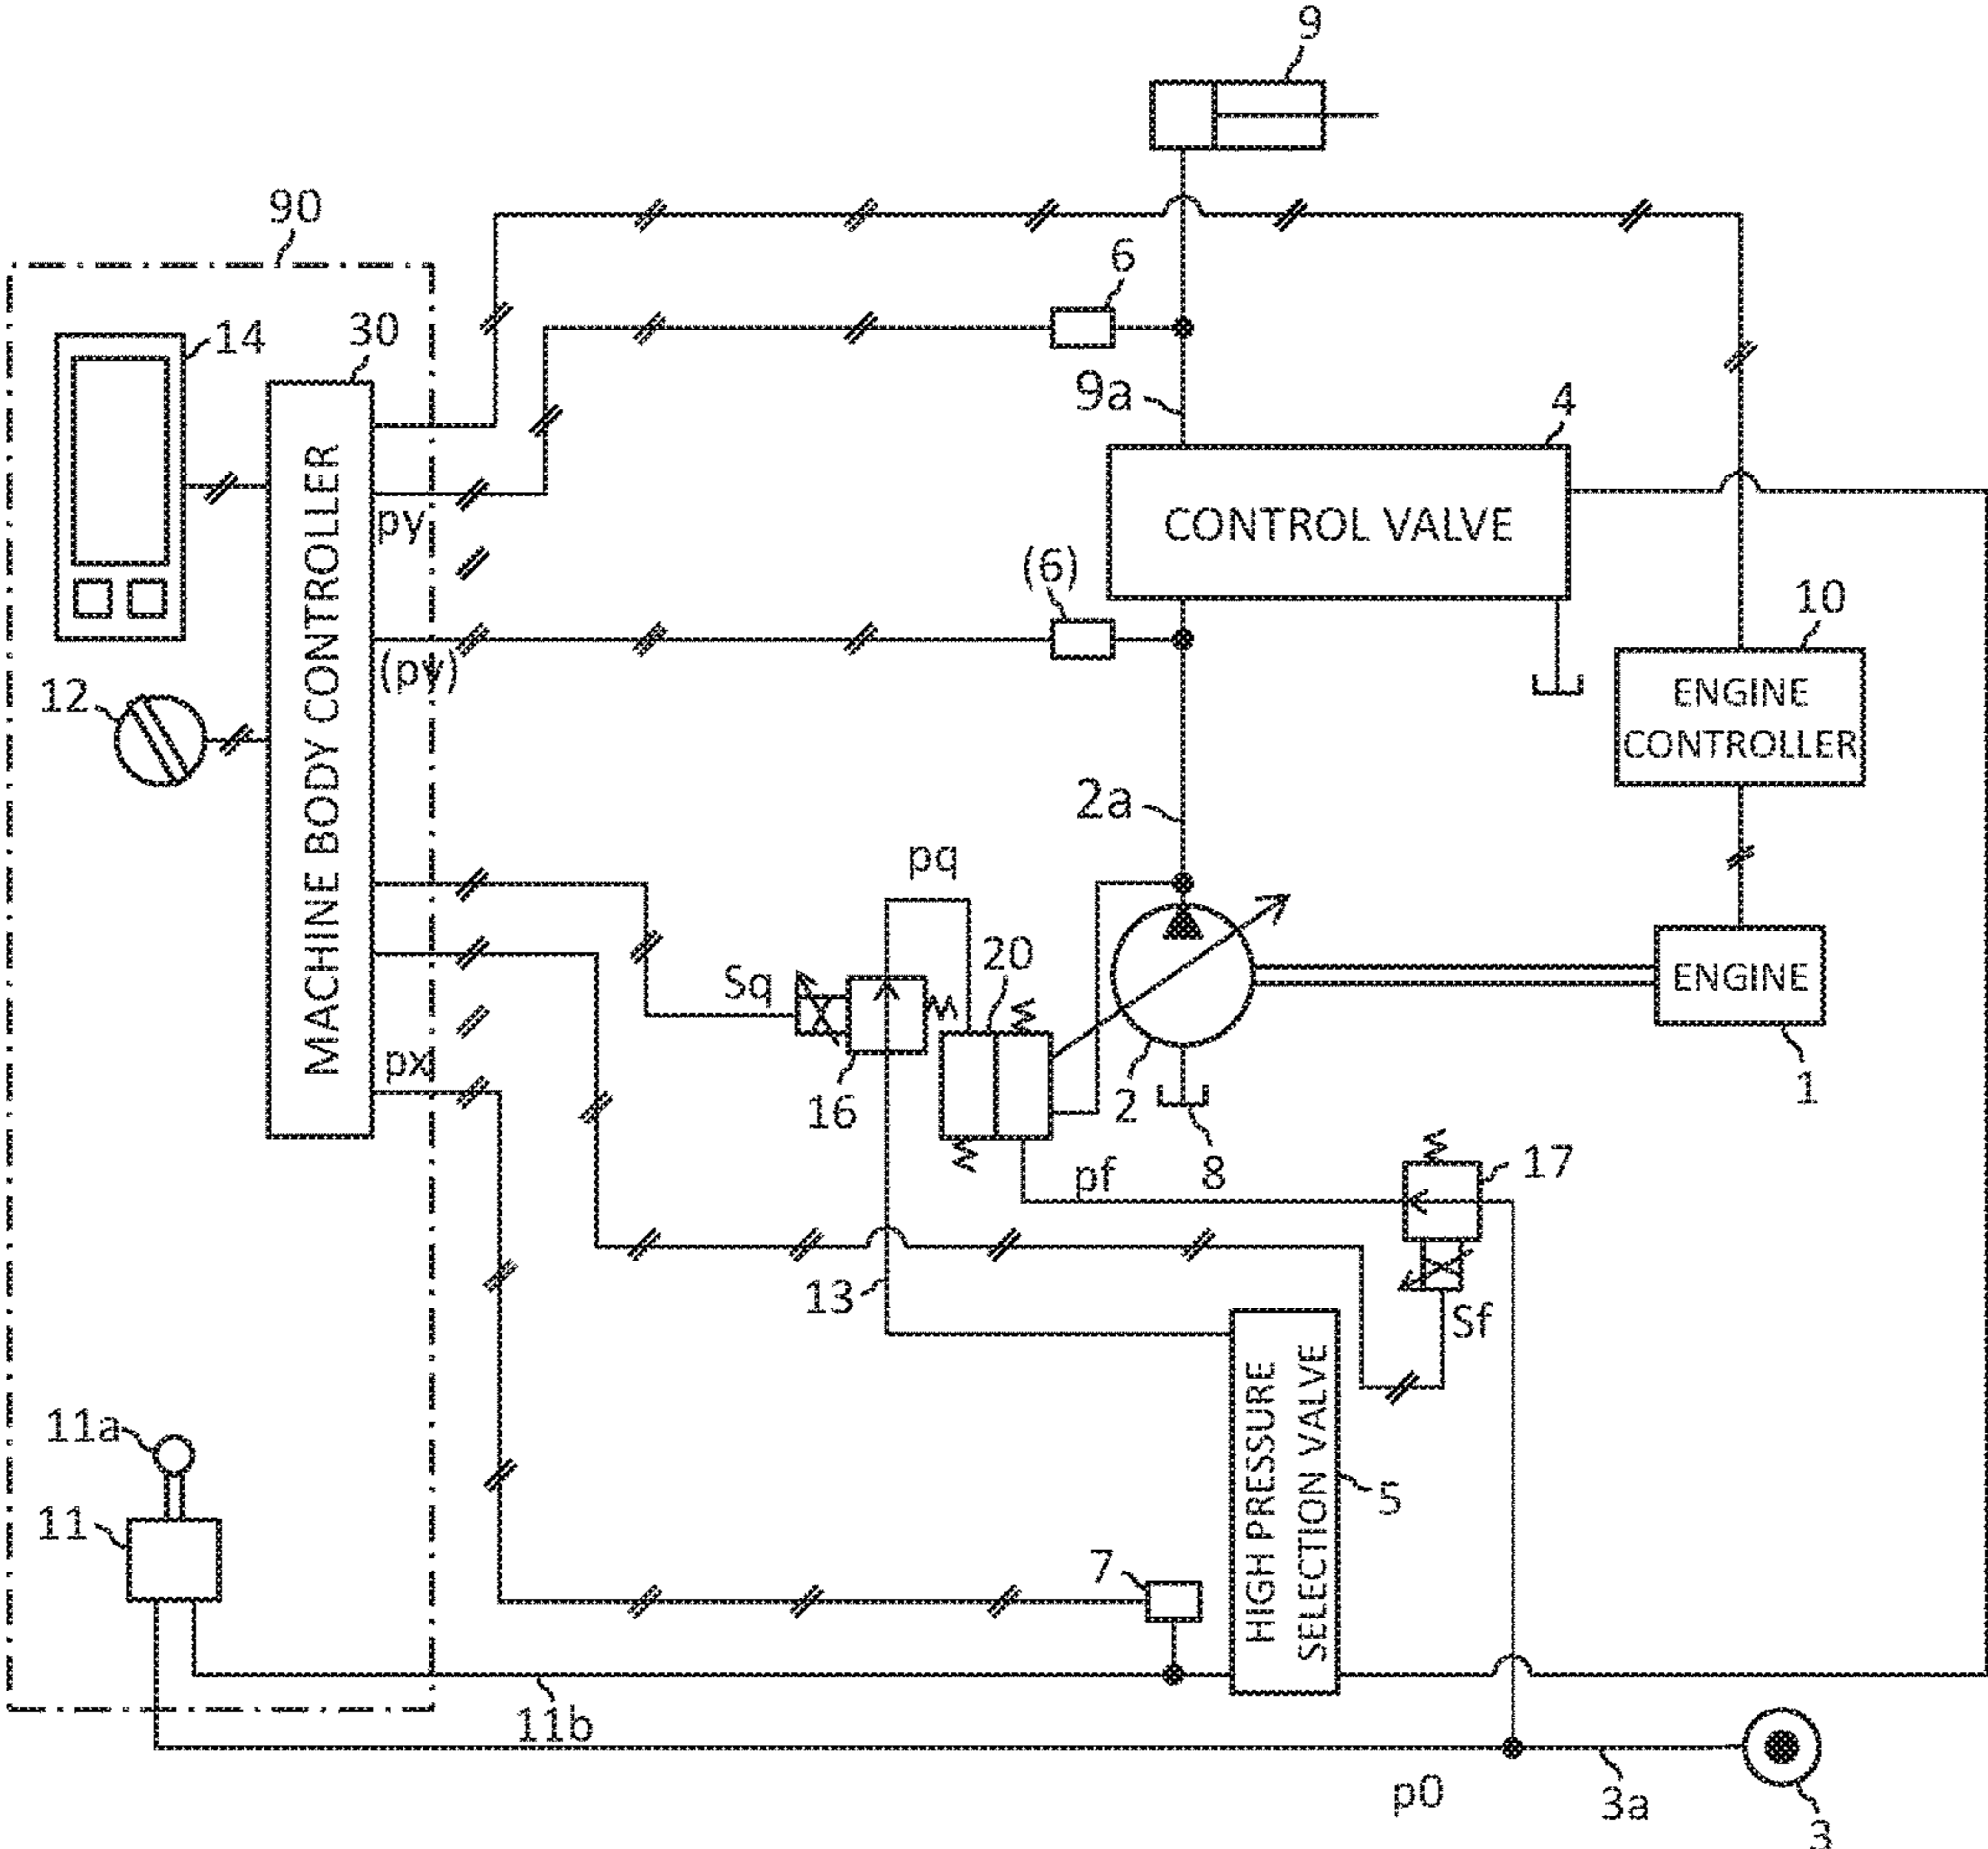 9
90
6
30
14
9a
4
MACHINE BODY CONTROLLER
py
CONTROL VALVE
(6)
10
(py)
12
ENGINE
CONTROLLER
2a
pq
20
Sq
ENGINE
px
16
2
1
8
17
pf
13
Sf
HIGH PRESSURE
SELECTION VALVE
11a
5
11
7
11b
p0
3a
3